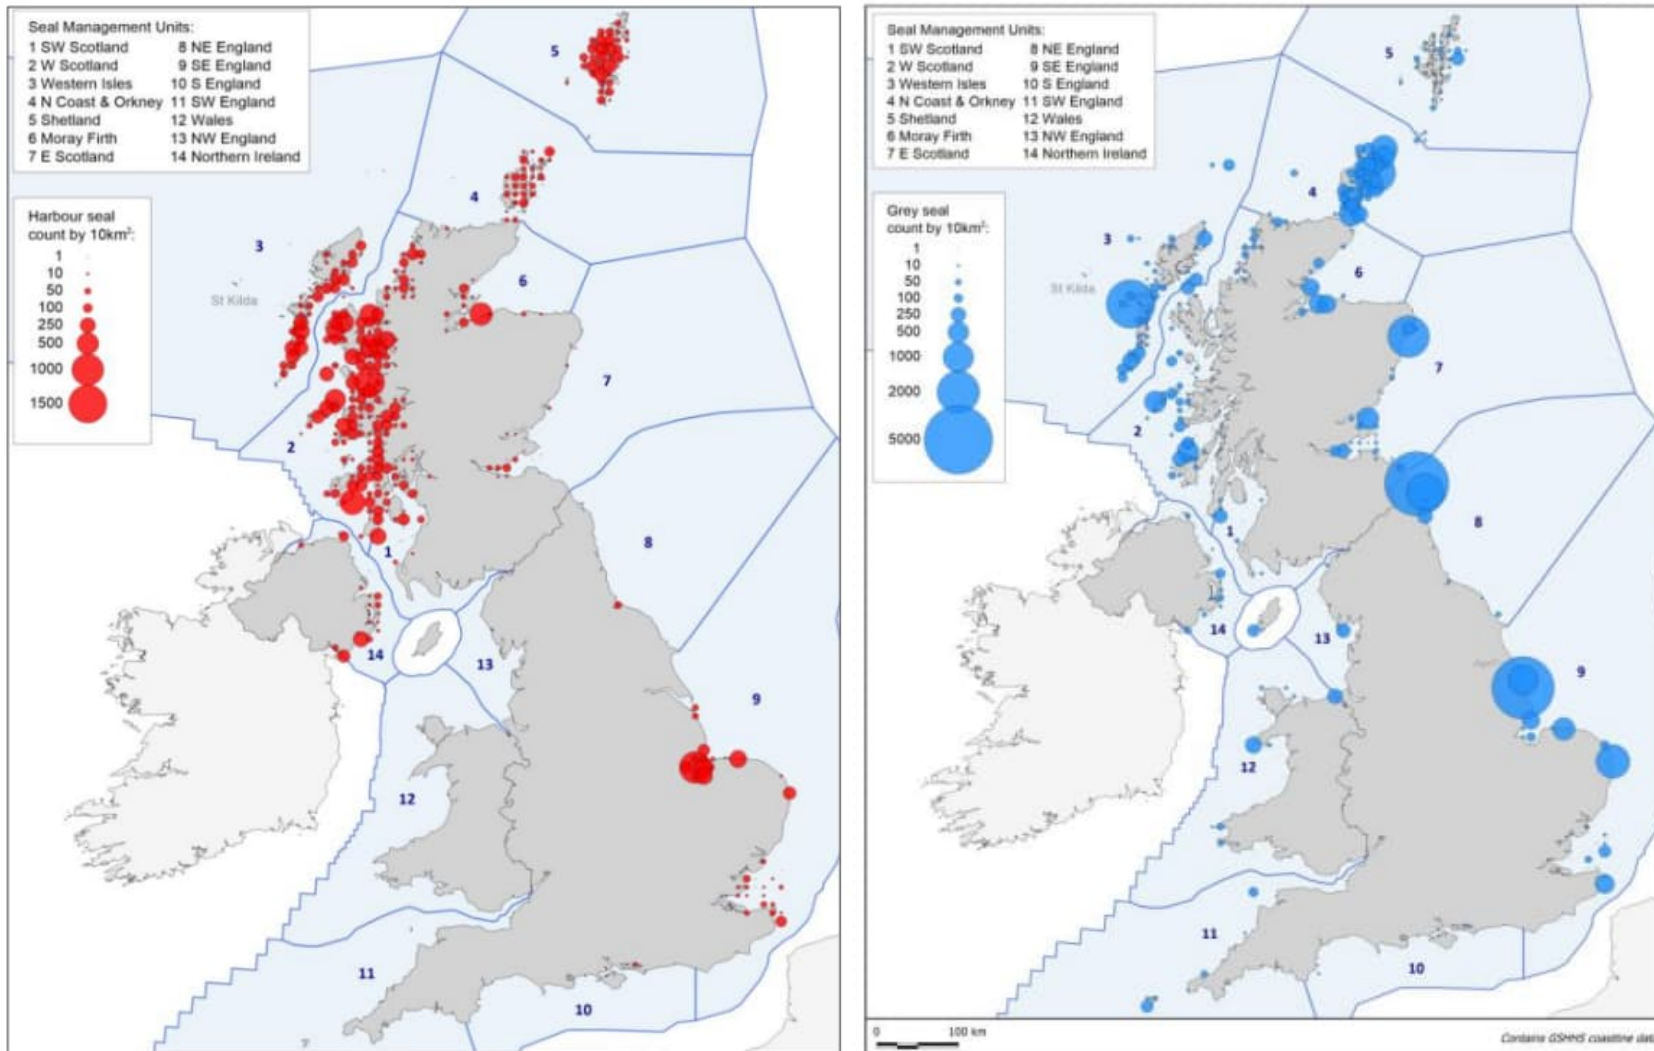 Seal Management Units:
1 SW Scotland 8 NE England
2 W Scotland 9 SE England
3 Western Isles 10 S England
4 N Coast & Orkney 11 SW England
5 Shetland 12 Wales
6 Moray Firth 13 NW England
7 E Scotland 14 Northern Ireland
Harbour seal
count by 10km²:
1
10
50
100
250
500
1000
1500
5
4
3
St Kilda
6
7
2
8
1
14
13
9
12
11
10
Seal Management Units:
1 SW Scotland 8 NE England
2 W Scotland 9 SE England
3 Western Isles 10 S England
4 N Coast & Orkney 11 SW England
5 Shetland 12 Wales
6 Moray Firth 13 NW England
7 E Scotland 14 Northern Ireland
Grey seal
count by 10km²:
1
10
50
100
250
500
1000
2000
5000
5
4
3
St Kilda
6
7
2
8
1
14
13
9
12
11
10
0 100 km
Contains GSHHS coastline data